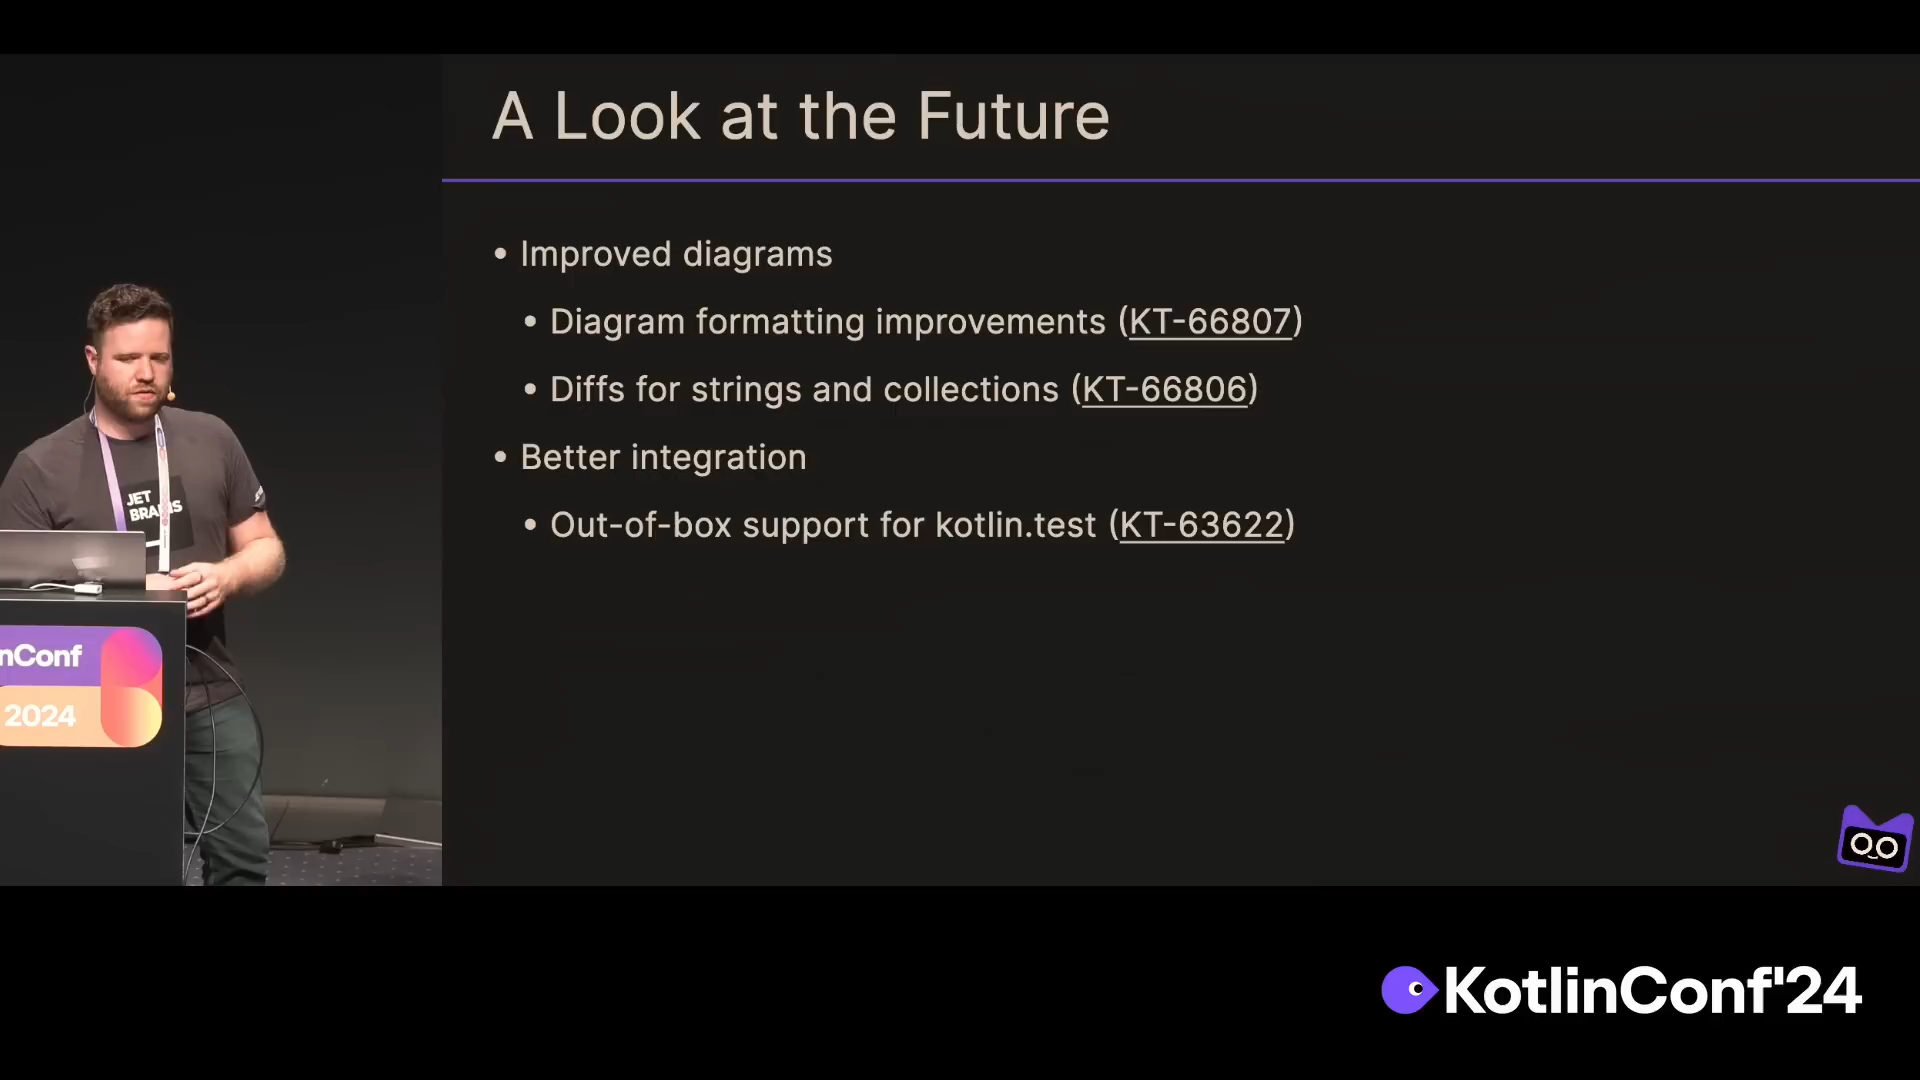 A Look at the Future
• Improved diagrams
• Diagram formatting improvements (KT-66807)
• Diffs for strings and collections (KT-66806)
• Better integration
• Out-of-box support for kotlin.test (KT-63622)
JET
BRAINS
nConf
2024
KotlinConf'24